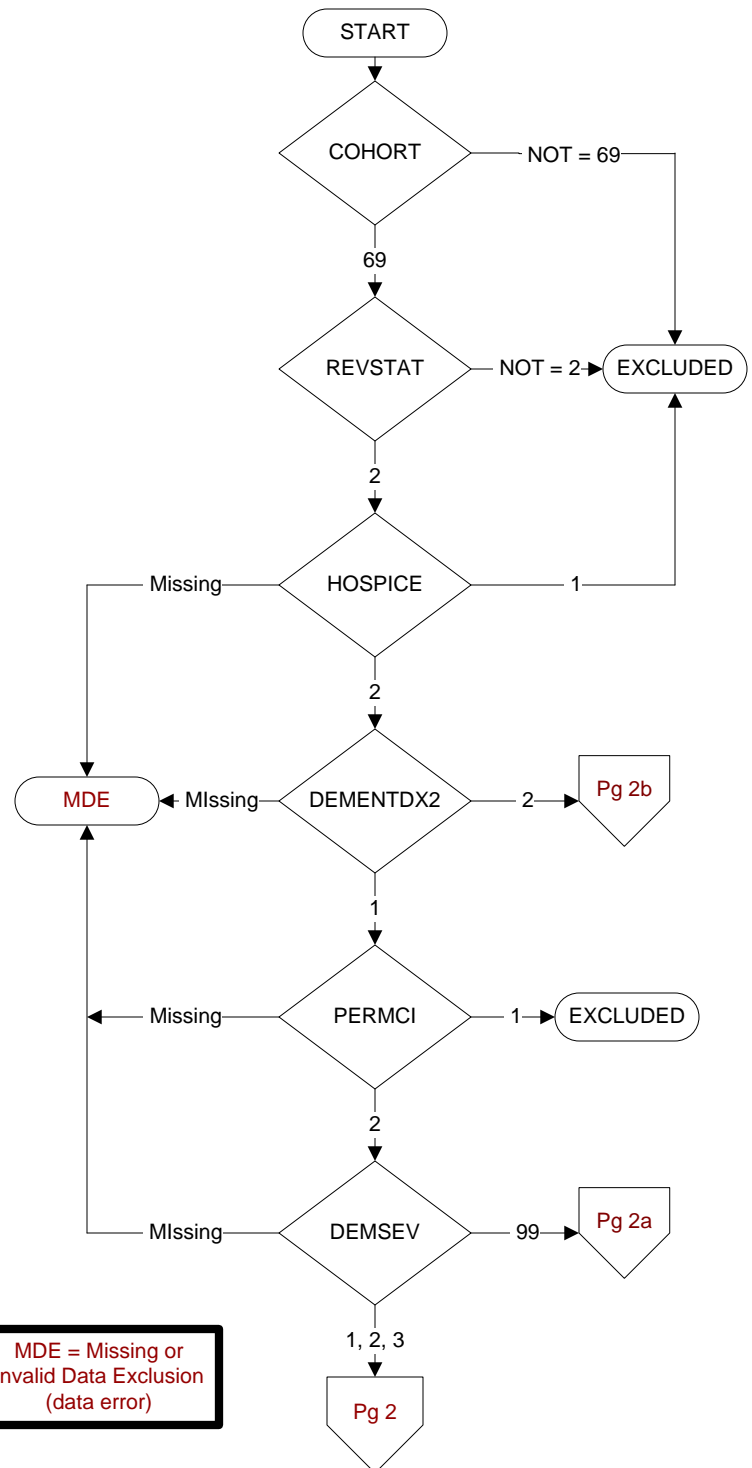 START
COHORT
NOT = 69
69
REVSTAT
NOT = 2
EXCLUDED
2
Missing
HOSPICE
1
2
MDE
MIssing
DEMENTDX2
2
Pg 2b
1
Missing
PERMCI
1
EXCLUDED
2
MIssing
DEMSEV
99
Pg 2a
1, 2, 3
Pg 2
MDE = Missing or
nvalid Data Exclusion
(data error)